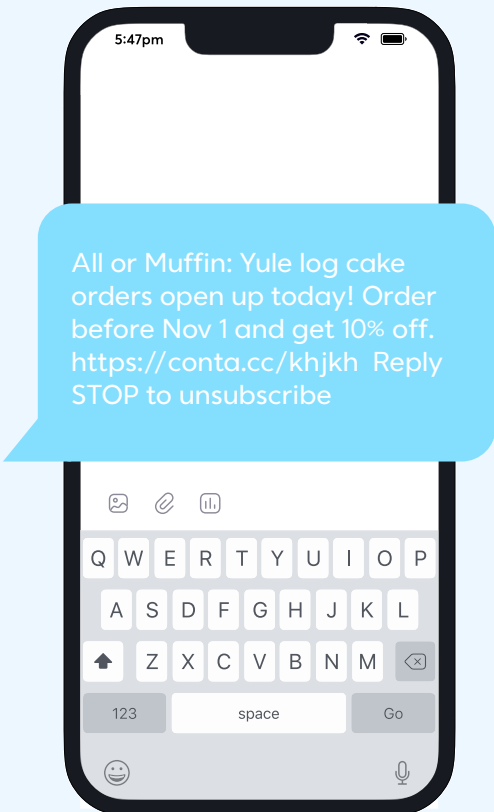 5:47pm
All or Muffin: Yule log cake
orders open up today! Order
before Nov 1 and get 10% off.
https://conta.cc/khjkh Reply
STOP to unsubscribe
Q W E R T Y U I O P
A S D F G H J K L
Z X C V B N M
123 space Go